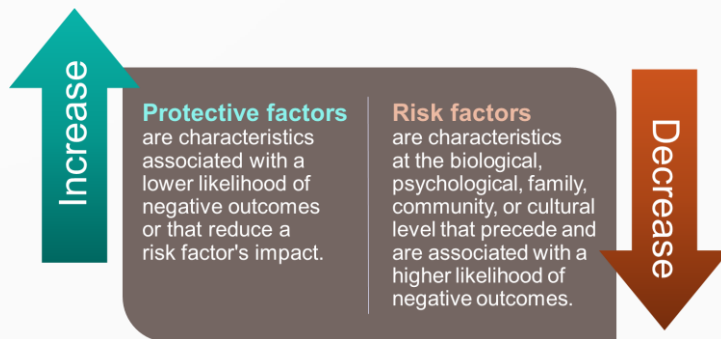 Increase
Protective factors
are characteristics
associated with a
lower likelihood of
negative outcomes
or that reduce a
risk factor's impact.
Risk factors
are characteristics
at the biological,
psychological, family,
community, or cultural
level that precede and
are associated with a
higher likelihood of
negative outcomes.
Decrease